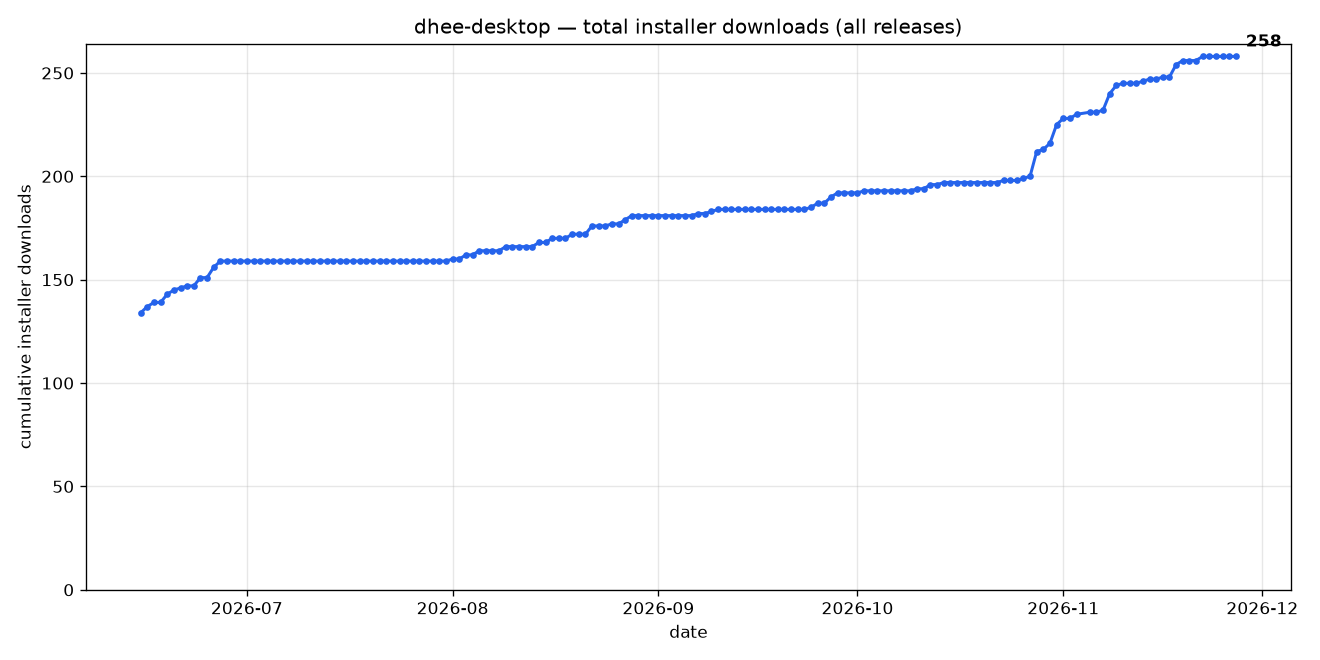 dhee-desktop — total installer downloads (all releases)
258
250
200
150
100
50
0
cumulative installer downloads
2026-07 2026-08 2026-09 2026-10 2026-11 2026-12
date